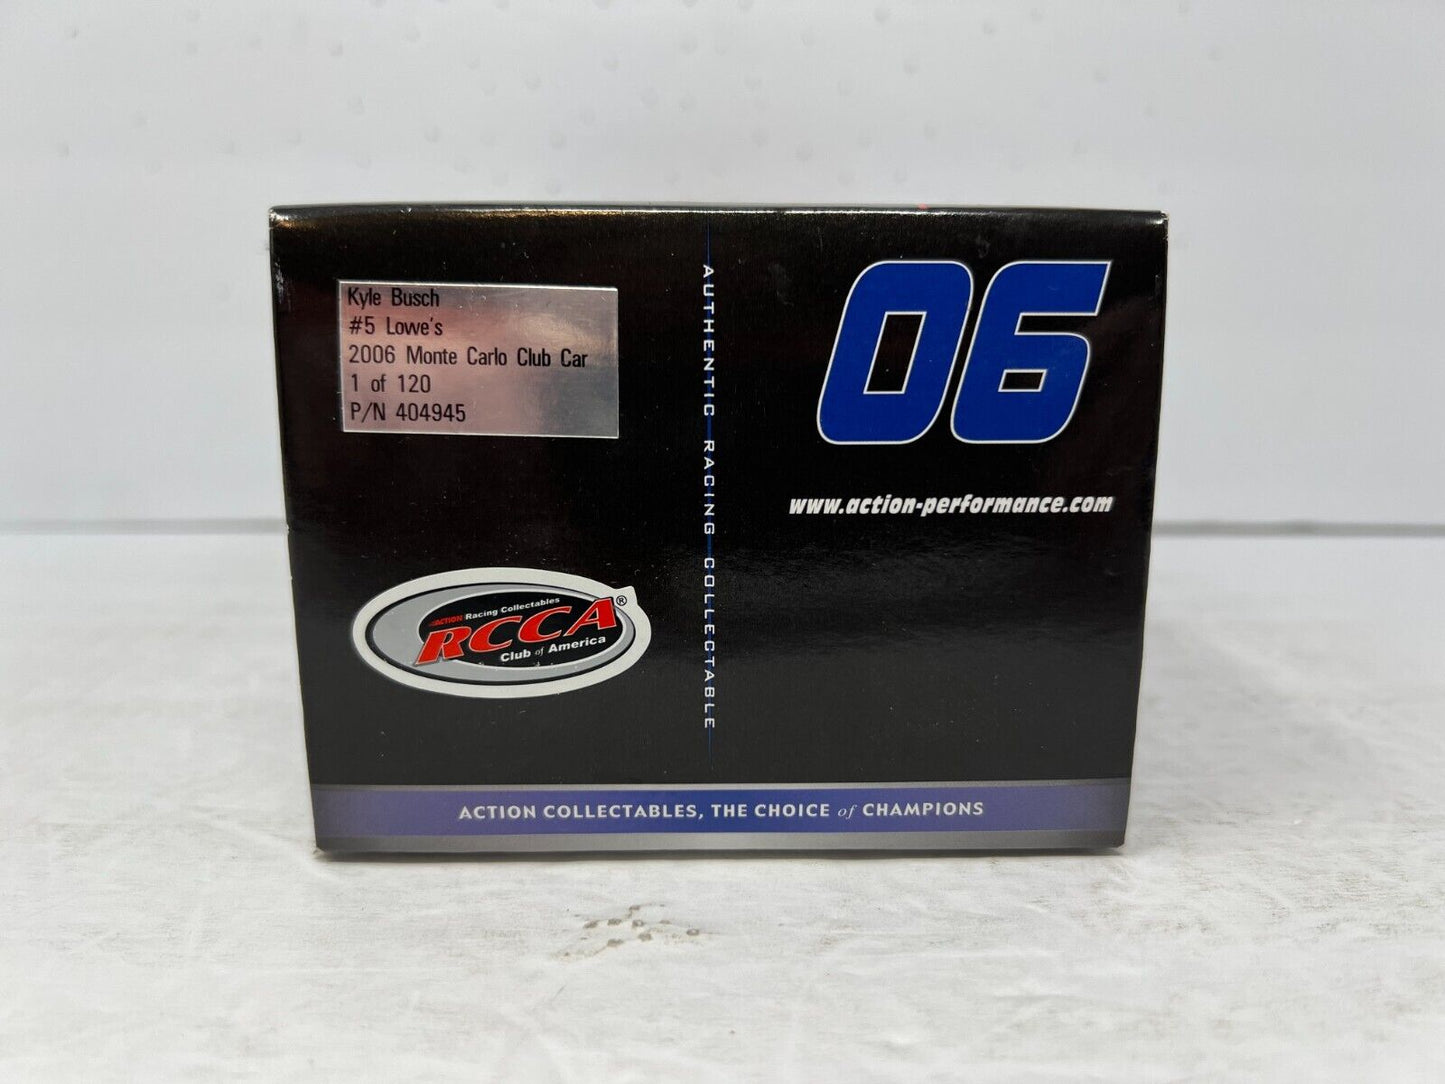 Kyle Busch
#5 Lowe's
2006 Monte Carlo Club Car
1 of 120
P/N 404945
AUTHENTIC RACING COLLECTABLE
06
www.action-performance.com
ACTION Racing Collectables
RCCA®
Club of America
ACTION COLLECTABLES, THE CHOICE of CHAMPIONS